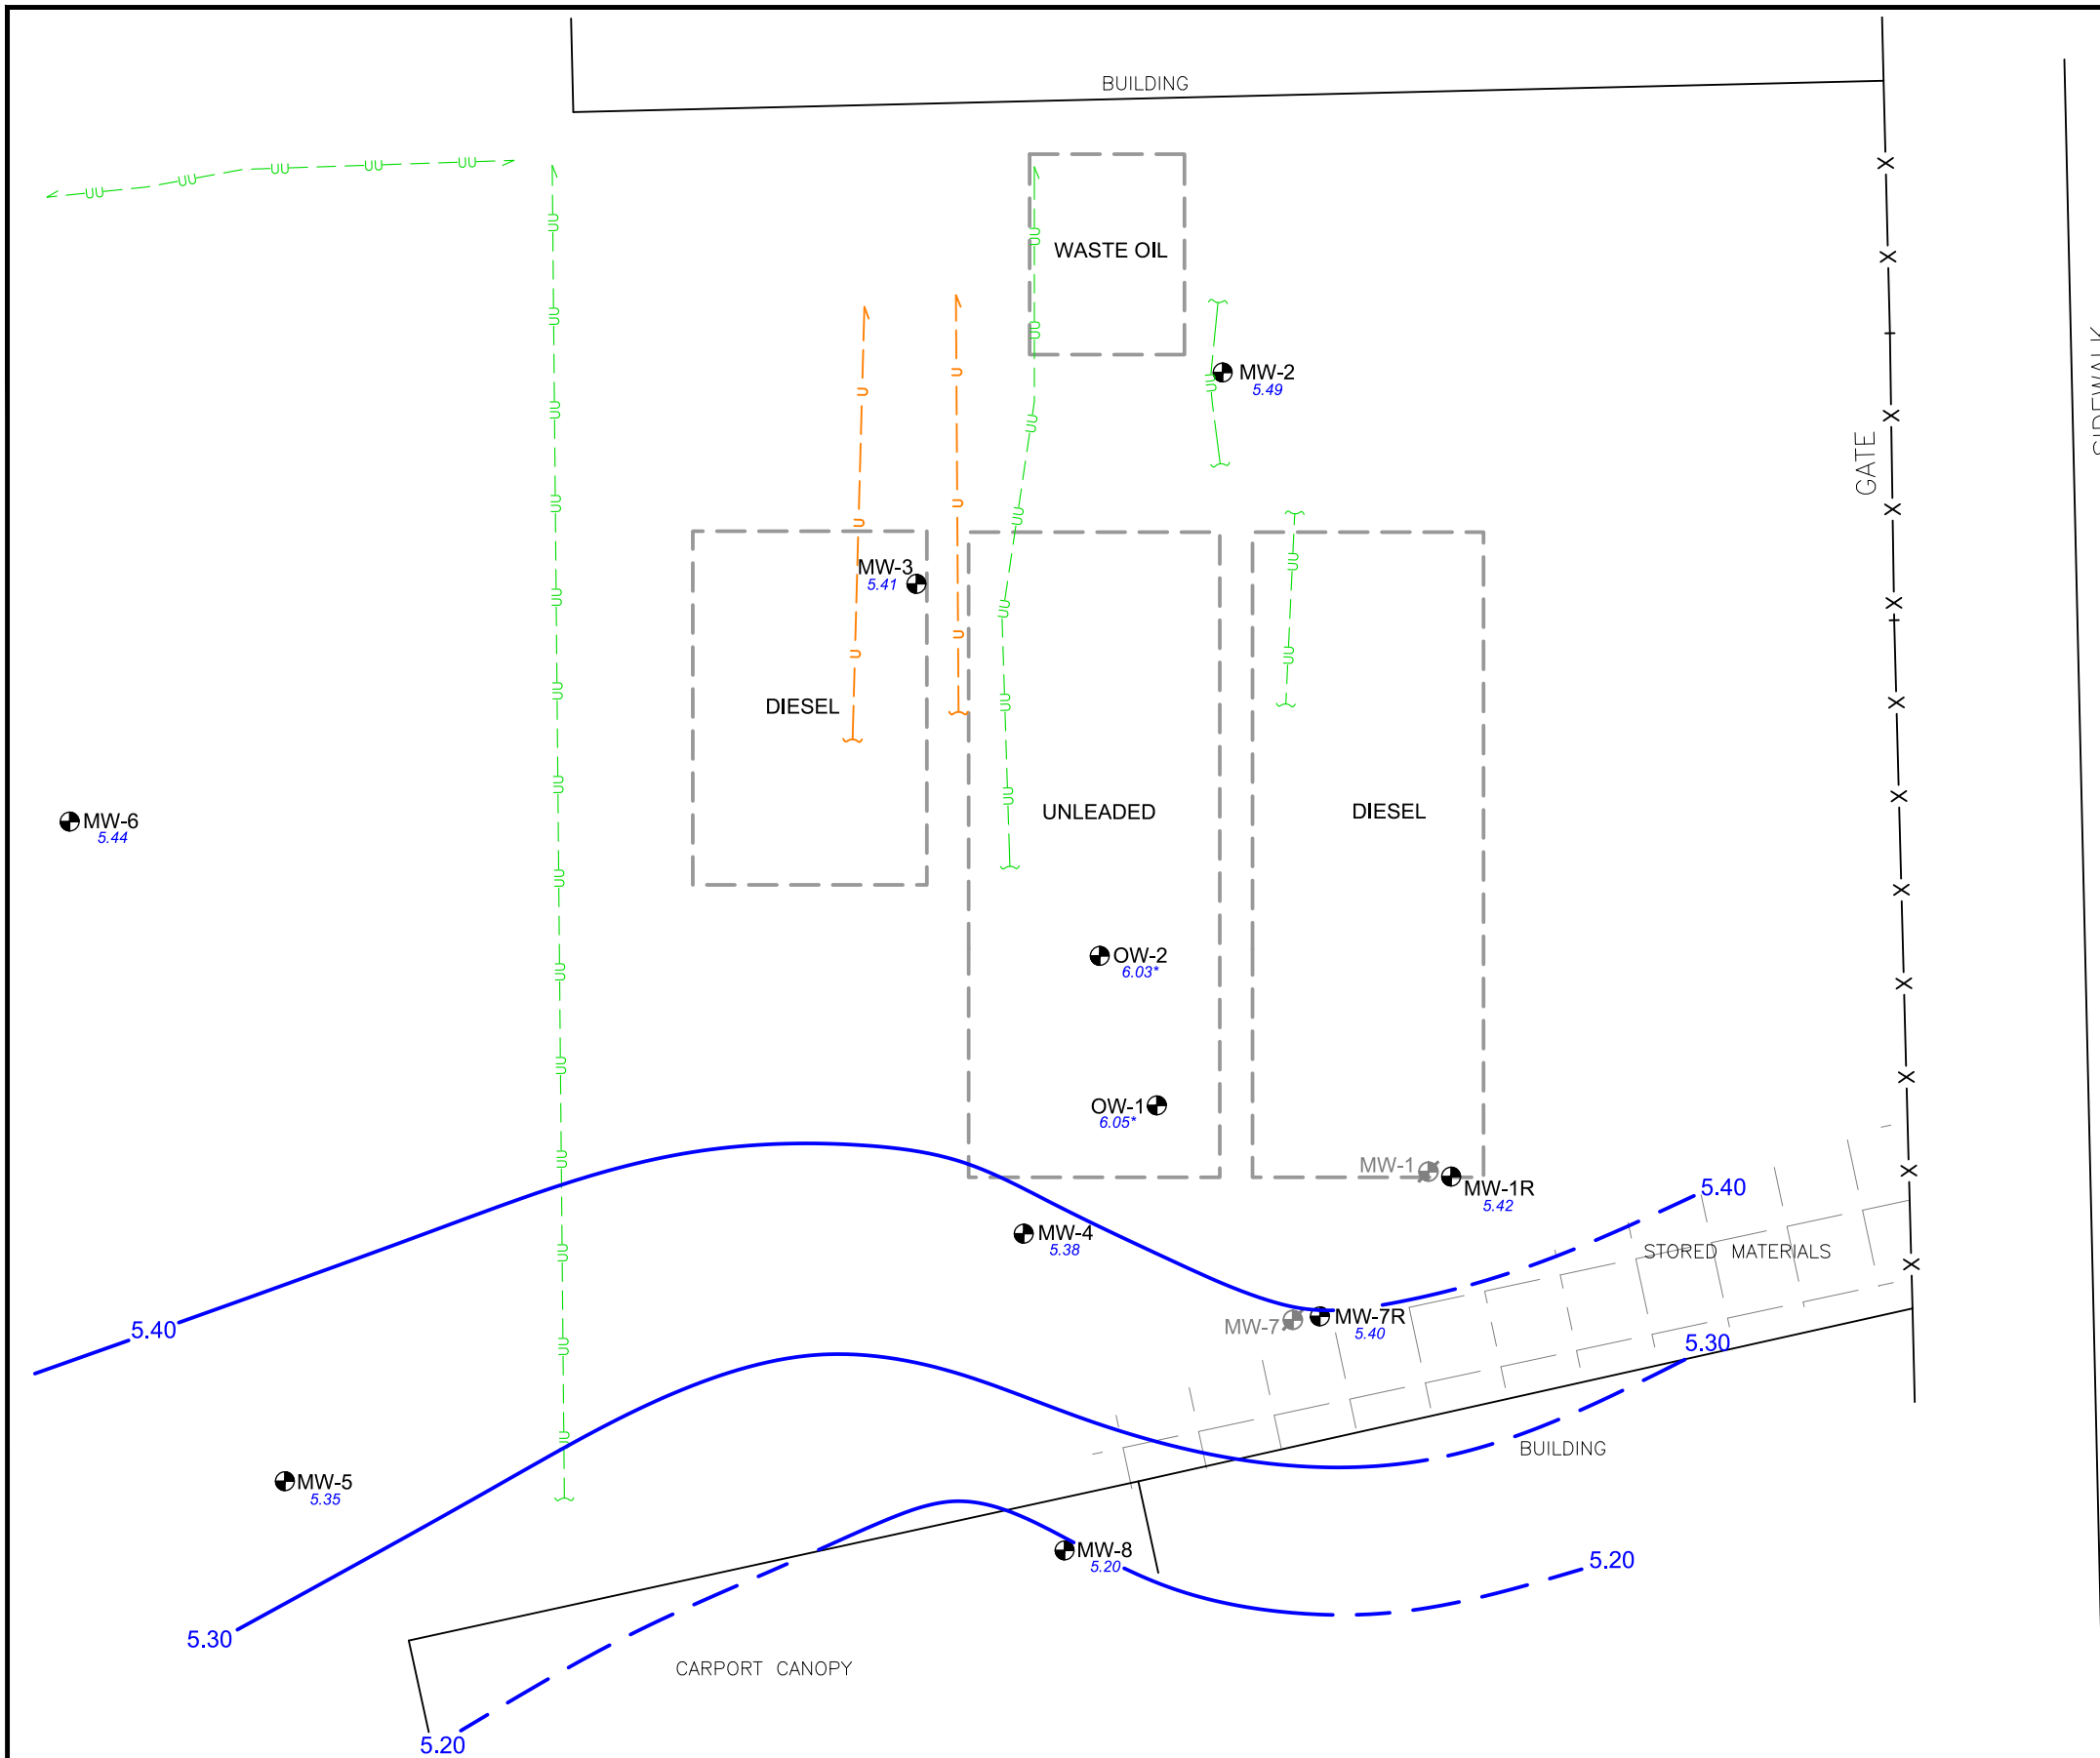 BUILDING
WASTE OIL
SIDEWALK
MW-2
5.49
GATE
MW-3
5.41
DIESEL
UNLEADED
DIESEL
MW-6
5.44
OW-2
6.03*
OW-1
6.05*
MW-1
MW-1R
5.42
5.40
MW-4
5.38
STORED MATERIALS
MW-7
MW-7R
5.40
5.40
5.30
BUILDING
MW-5
5.35
MW-8
5.20
5.20
5.30
CARPORT CANOPY
5.20